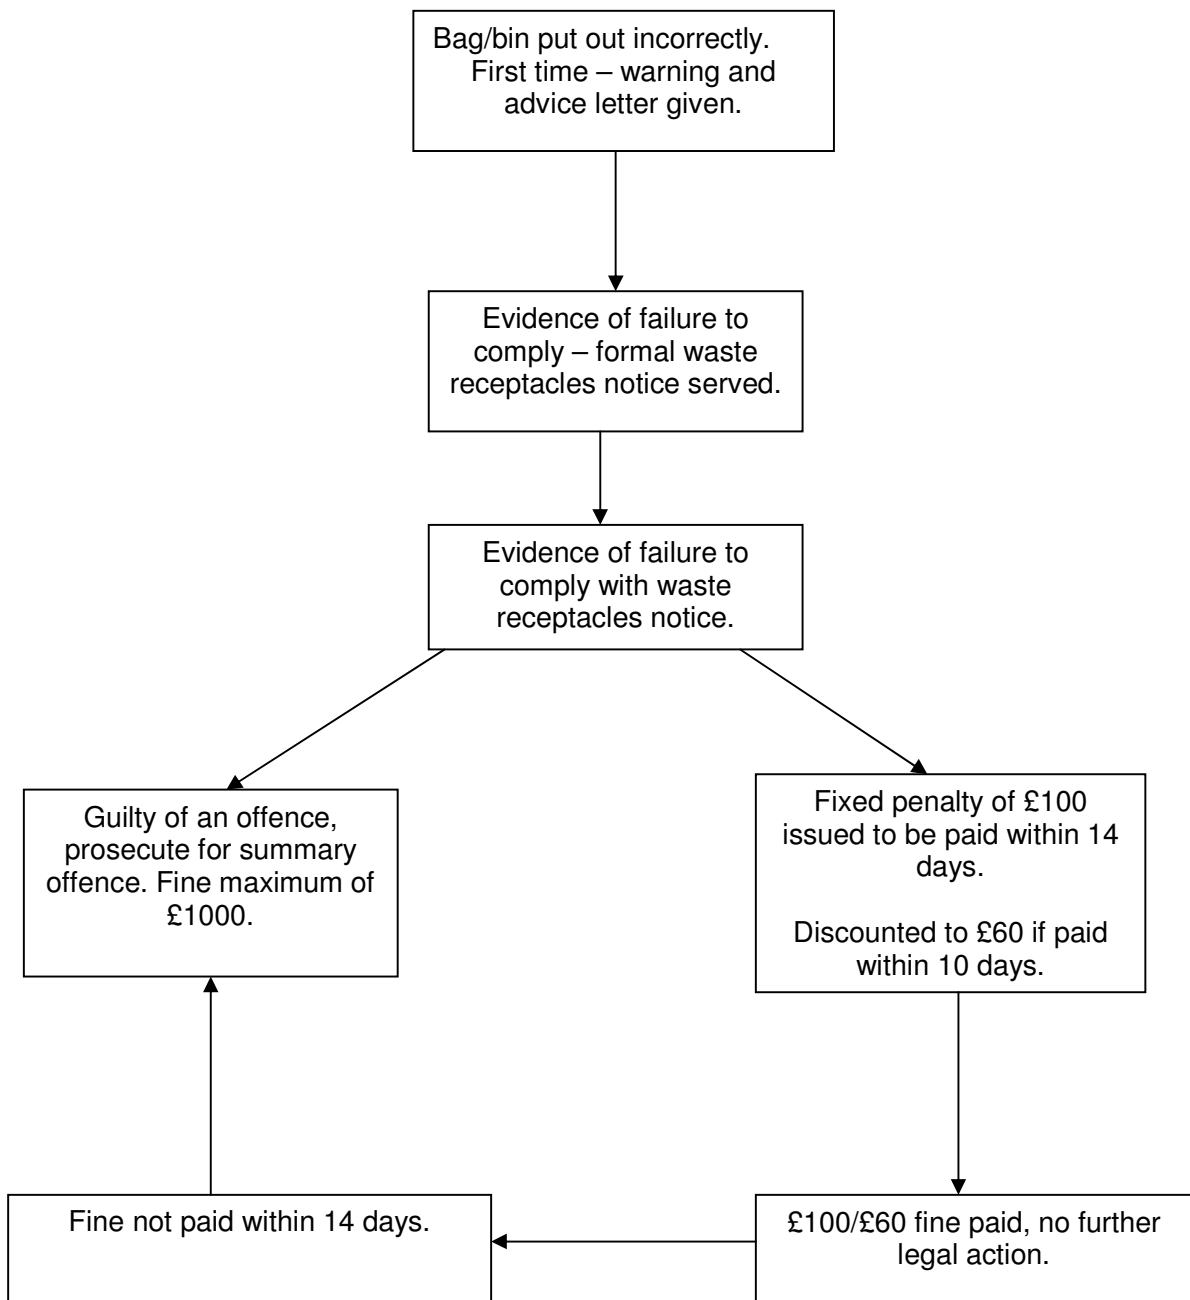 Bag/bin put out incorrectly.
First time – warning and
advice letter given.
Evidence of failure to
comply – formal waste
receptacles notice served.
Evidence of failure to
comply with waste
receptacles notice.
Guilty of an offence,
prosecute for summary
offence. Fine maximum of
£1000.
Fixed penalty of £100
issued to be paid within 14
days.
Discounted to £60 if paid
within 10 days.
Fine not paid within 14 days.
£100/£60 fine paid, no further
legal action.